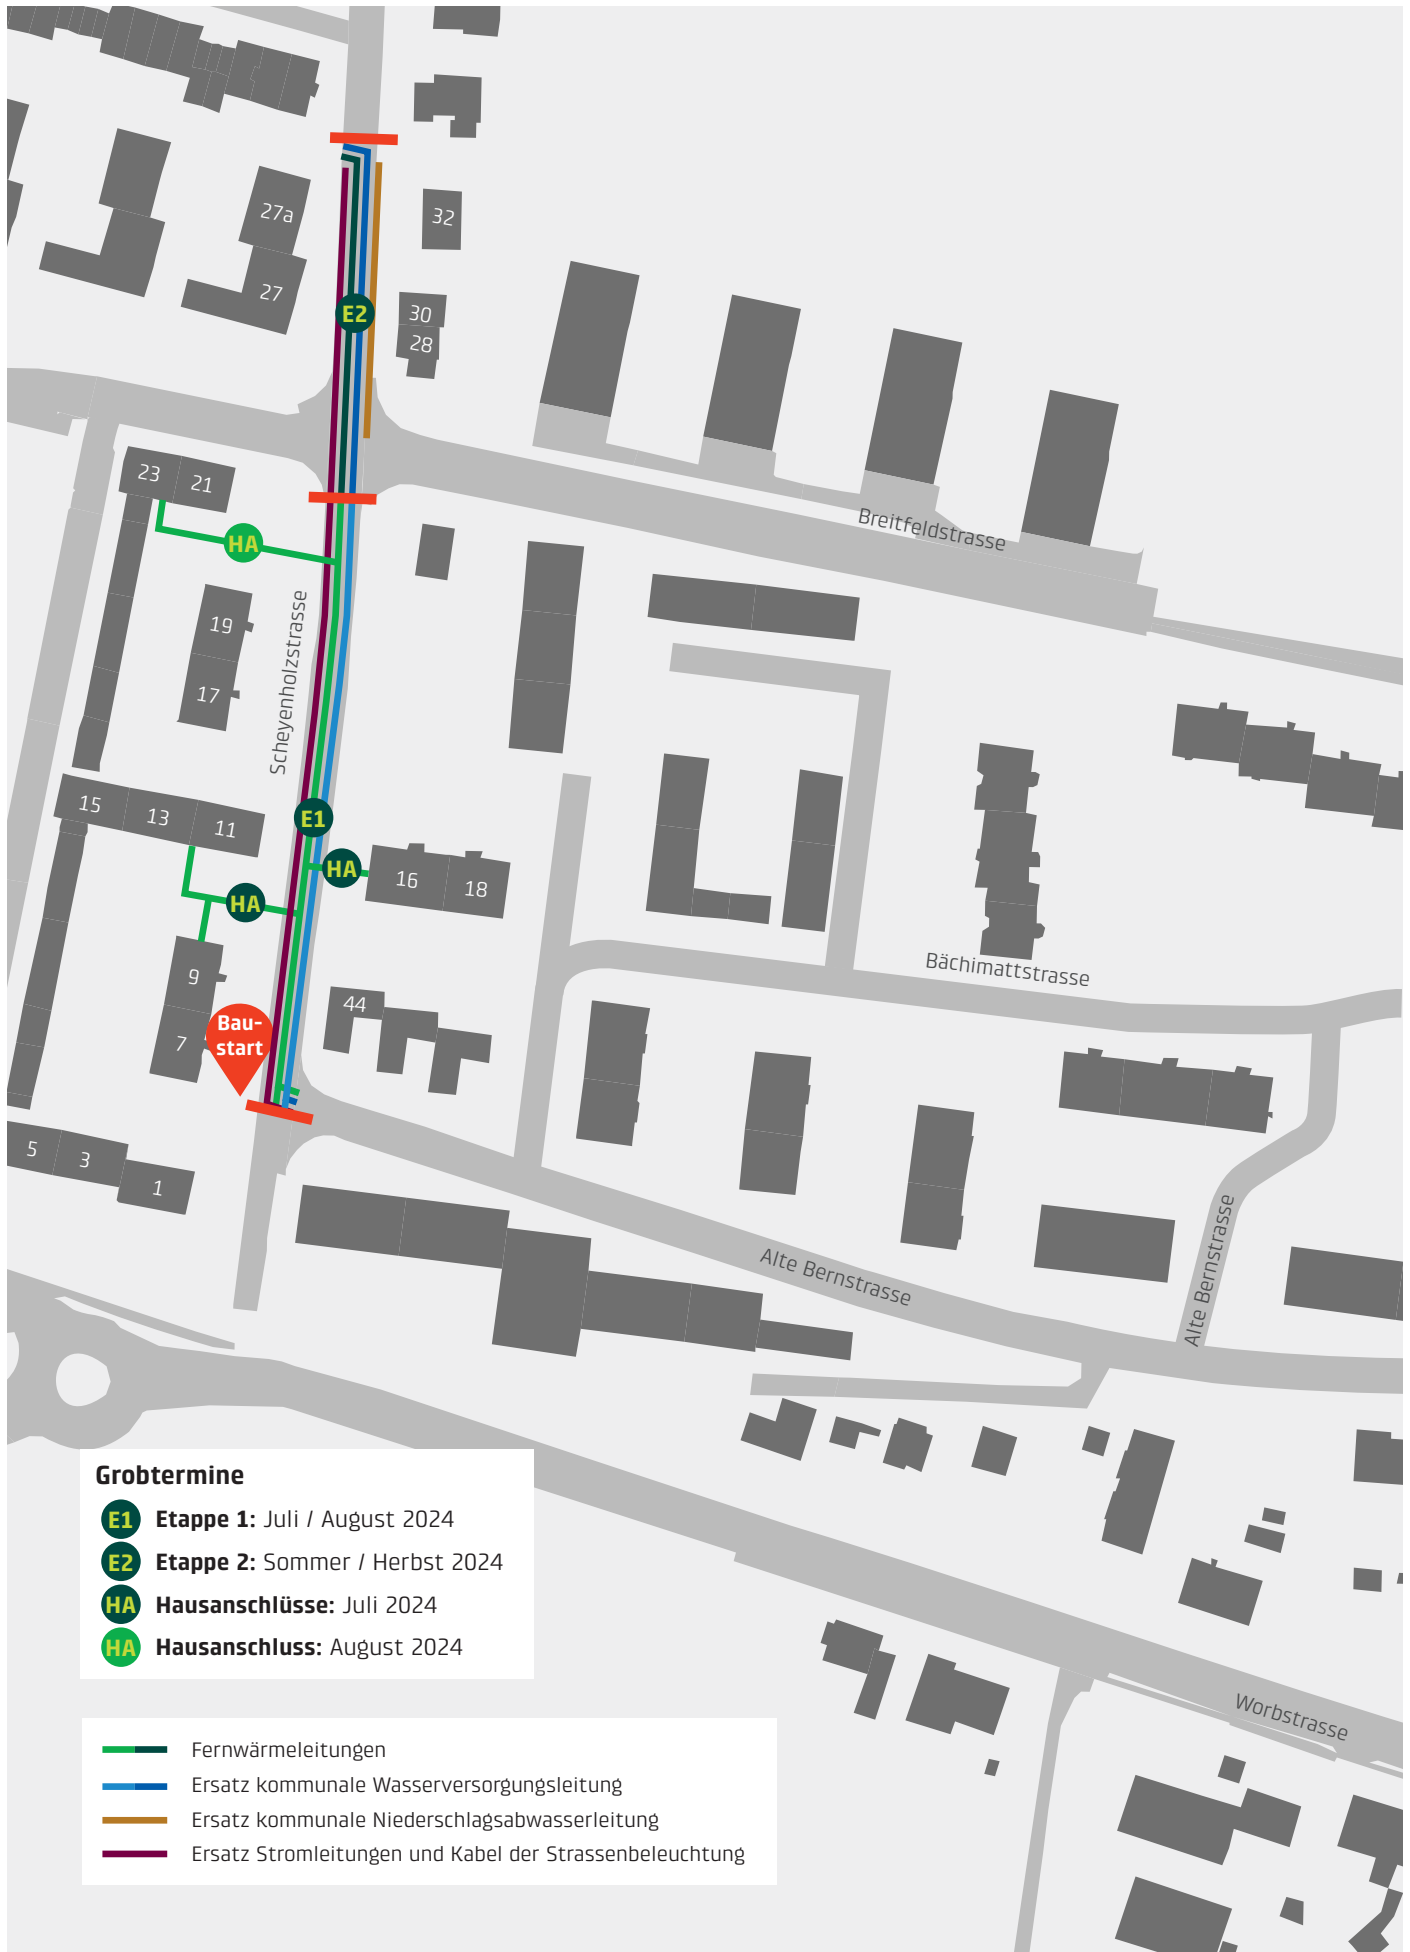 27a
32
27
E2
30
28
23
21
Breitfeldstrasse
HA
19
Scheyenholzstrasse
17
15
13
11
E1
HA
16
18
HA
9
Bächimattstrasse
44
Bau-
start
7
5
3
1
Alte Bernstrasse
Alte Bernstrasse
Grobtermine
E1 Etappe 1: Juli / August 2024
E2 Etappe 2: Sommer / Herbst 2024
HA Hausanschlüsse: Juli 2024
HA Hausanschluss: August 2024
Worbstrasse
Fernwärmeleitungen
Ersatz kommunale Wasserversorgungsleitung
Ersatz kommunale Niederschlagsabwasserleitung
Ersatz Stromleitungen und Kabel der Strassenbeleuchtung